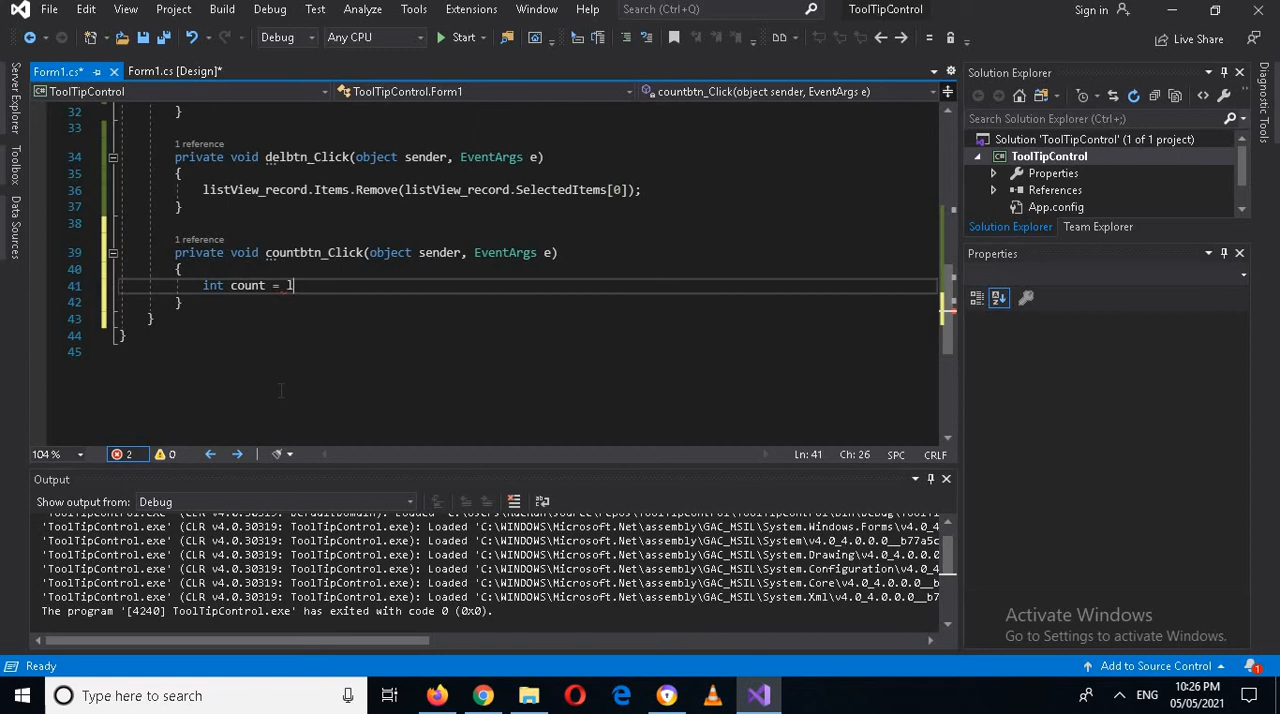 File Edit View Project Build Debug Test Analyze Tools Extensions Window Help Search (Ctrl+Q) ToolTipControl Sign in
Debug Any CPU Start Live Share
Form1.cs* Form1.cs [Design]*
ToolTipControl ToolTipControl.Form1 countbtn_Click(object sender, EventArgs e)
Server Explorer
Toolbox
Data Sources
32 }
33
1 reference
34 private void delbtn_Click(object sender, EventArgs e)
35 {
36 listView_record.Items.Remove(listView_record.SelectedItems[0]);
37 }
38
1 reference
39 private void countbtn_Click(object sender, EventArgs e)
40 {
41 int count = l
42 }
43 }
44 }
45
104 % 2 0 Ln: 41 Ch: 26 SPC CRLF
Output
Show output from: Debug
'ToolTipControl.exe' (CLR v4.0.30319: ToolTipControl.exe): Loaded 'C:\WINDOWS\Microsoft.Net\assembly\GAC_MSIL\System.Windows.Forms\v4.0_4
'ToolTipControl.exe' (CLR v4.0.30319: ToolTipControl.exe): Loaded 'C:\WINDOWS\Microsoft.Net\assembly\GAC_MSIL\System\v4.0_4.0.0.0__b77a5c
'ToolTipControl.exe' (CLR v4.0.30319: ToolTipControl.exe): Loaded 'C:\WINDOWS\Microsoft.Net\assembly\GAC_MSIL\System.Drawing\v4.0_4.0.0.0
'ToolTipControl.exe' (CLR v4.0.30319: ToolTipControl.exe): Loaded 'C:\WINDOWS\Microsoft.Net\assembly\GAC_MSIL\System.Configuration\v4.0_4
'ToolTipControl.exe' (CLR v4.0.30319: ToolTipControl.exe): Loaded 'C:\WINDOWS\Microsoft.Net\assembly\GAC_MSIL\System.Core\v4.0_4.0.0.0__b
'ToolTipControl.exe' (CLR v4.0.30319: ToolTipControl.exe): Loaded 'C:\WINDOWS\Microsoft.Net\assembly\GAC_MSIL\System.Xml\v4.0_4.0.0.0__b7
The program '[4240] ToolTipControl.exe' has exited with code 0 (0x0).
Solution Explorer
Search Solution Explorer (Ctrl+;)
Solution 'ToolTipControl' (1 of 1 project)
ToolTipControl
Properties
References
App.config
Solution Explorer Team Explorer
Properties
Diagnostic Tools
Activate Windows
Go to Settings to activate Windows.
Ready Add to Source Control 1
Type here to search ENG 10:26 PM
05/05/2021